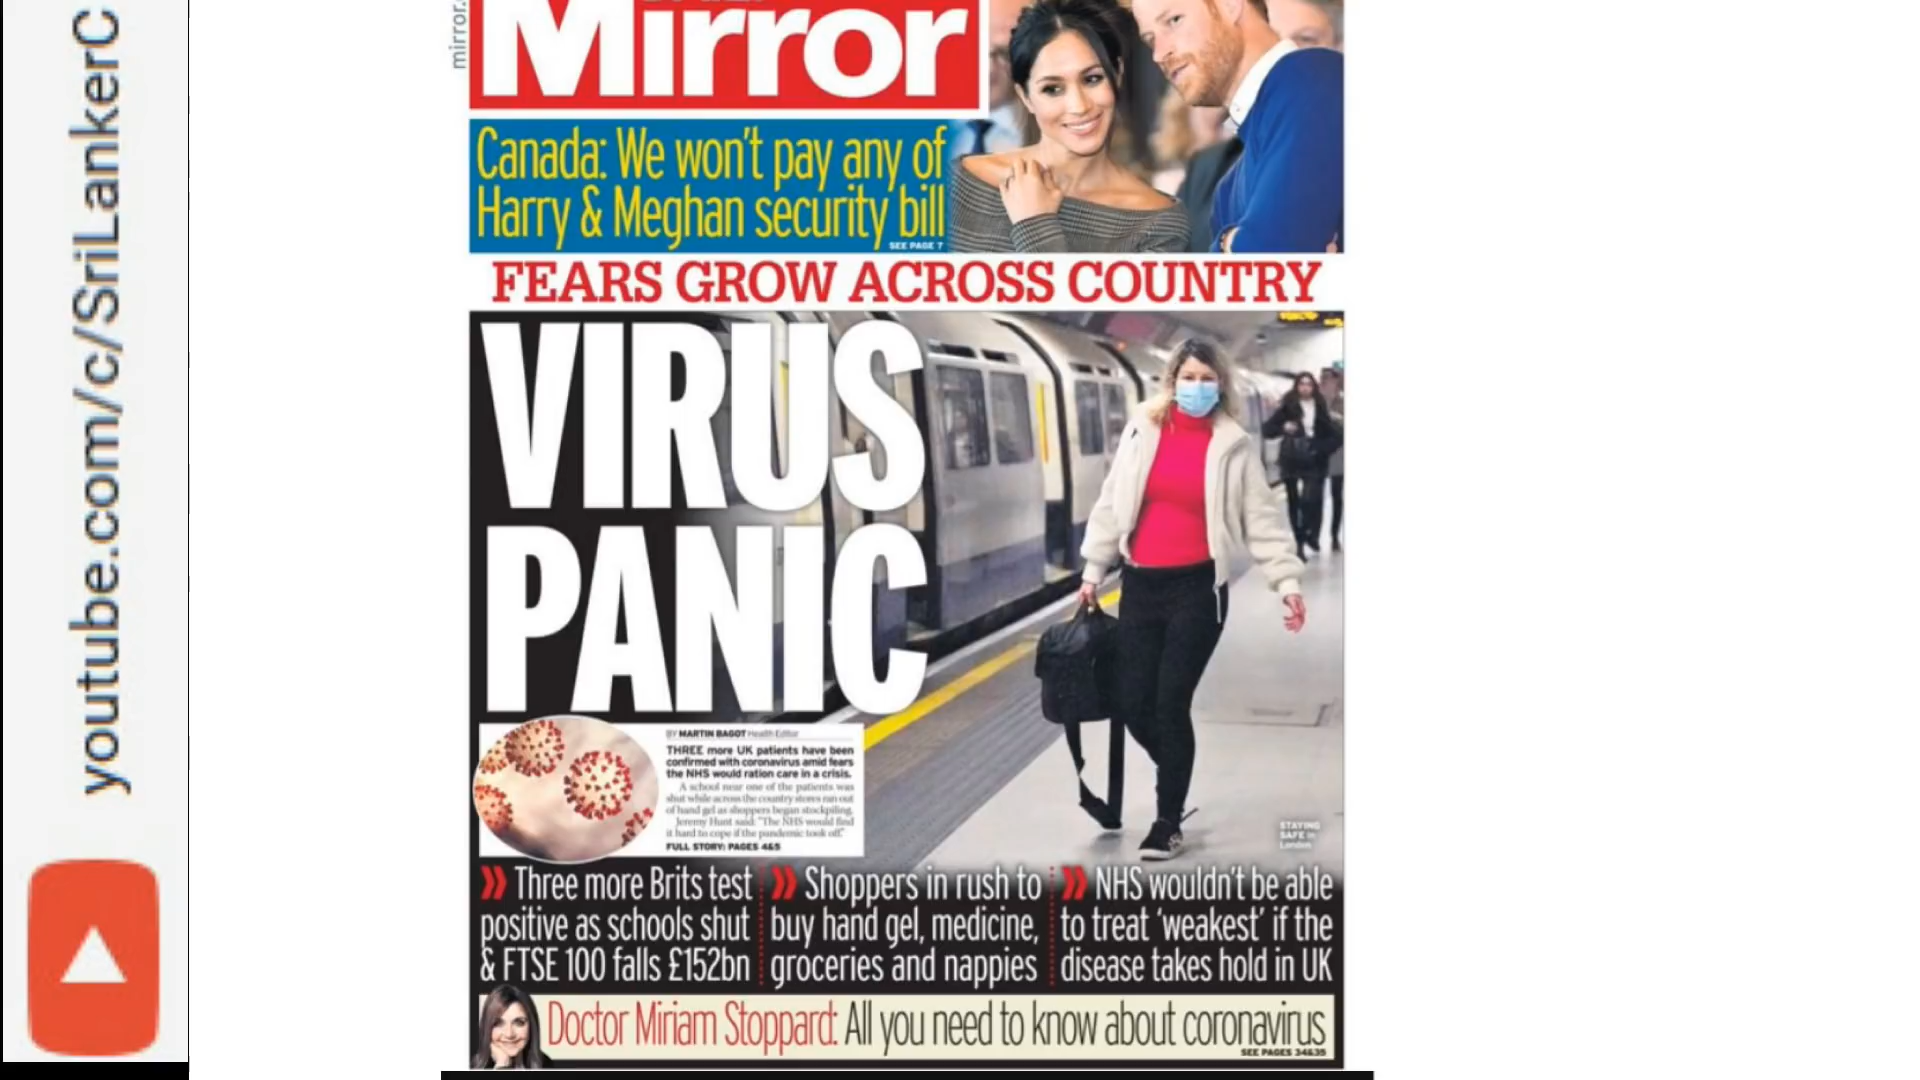 youtube.com/c/SriLankerC
mirror.
Mirror
Canada: We won't pay any of
Harry & Meghan security bill
SEE PAGE 7
FEARS GROW ACROSS COUNTRY
VIRUS
PANIC
BY MARTIN BAGOT Health Editor
THREE more UK patients have been
confirmed with coronavirus amid fears
the NHS would ration care in a crisis.
A school near one of the patients was
shut while across the country stores ran out
of hand gel as shoppers began stockpiling.
Jeremy Hunt said: "The NHS would find
it hard to cope if the pandemic took off."
FULL STORY: PAGES 4&5
STAYING
SAFE in
London
» Three more Brits test
positive as schools shut
& FTSE 100 falls £152bn
» Shoppers in rush to
buy hand gel, medicine,
groceries and nappies
» NHS wouldn't be able
to treat 'weakest' if the
disease takes hold in UK
Doctor Miriam Stoppard: All you need to know about coronavirus
SEE PAGES 34&35